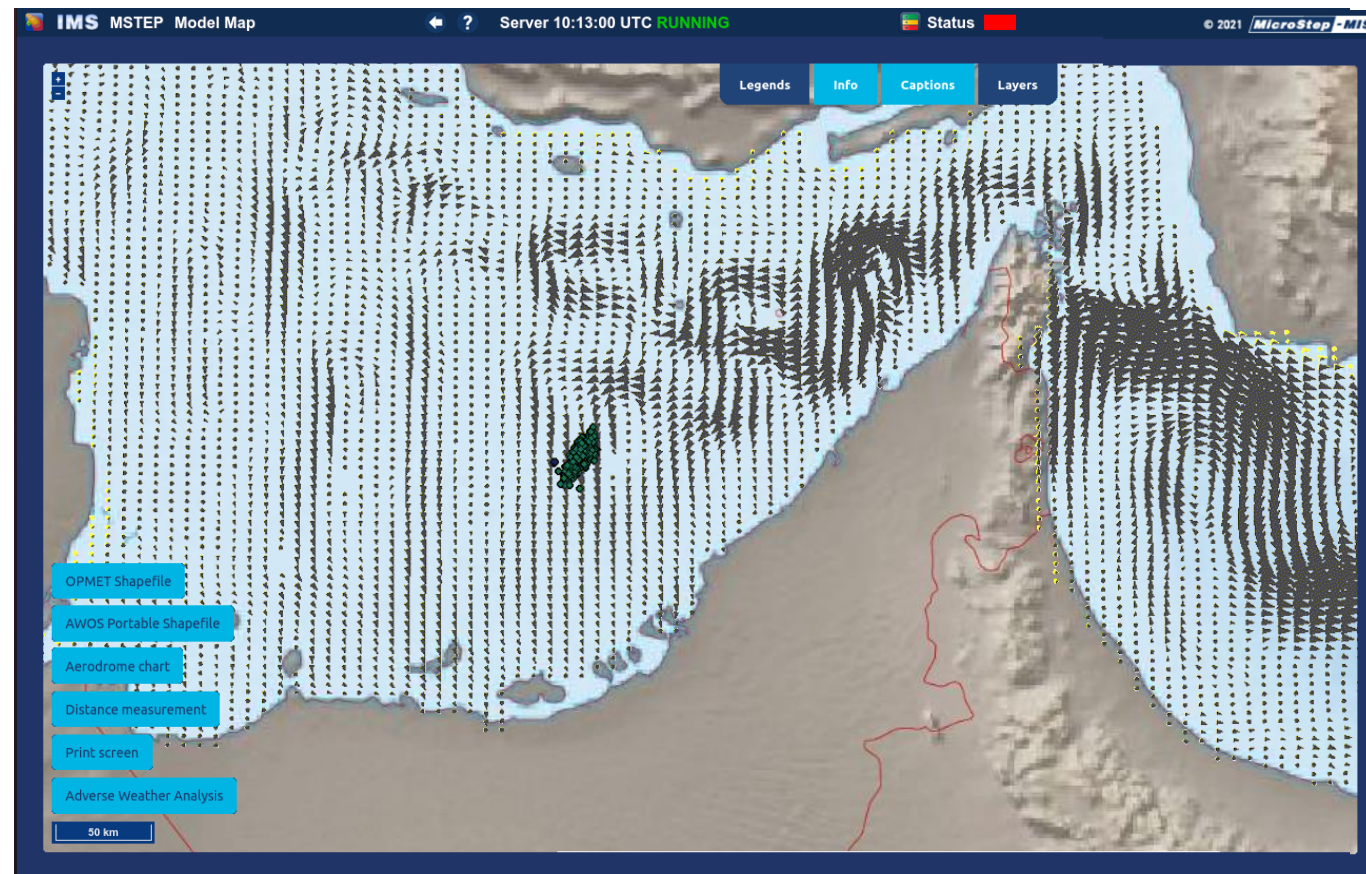 IMS MSTEP Model Map
? Server 10:13:00 UTC RUNNING
Status
© 2021 MicroStep-MIS
+
-
Legends
Info
Captions
Layers
OPMET Shapefile
AWOS Portable Shapefile
Aerodrome chart
Distance measurement
Print screen
Adverse Weather Analysis
50 km